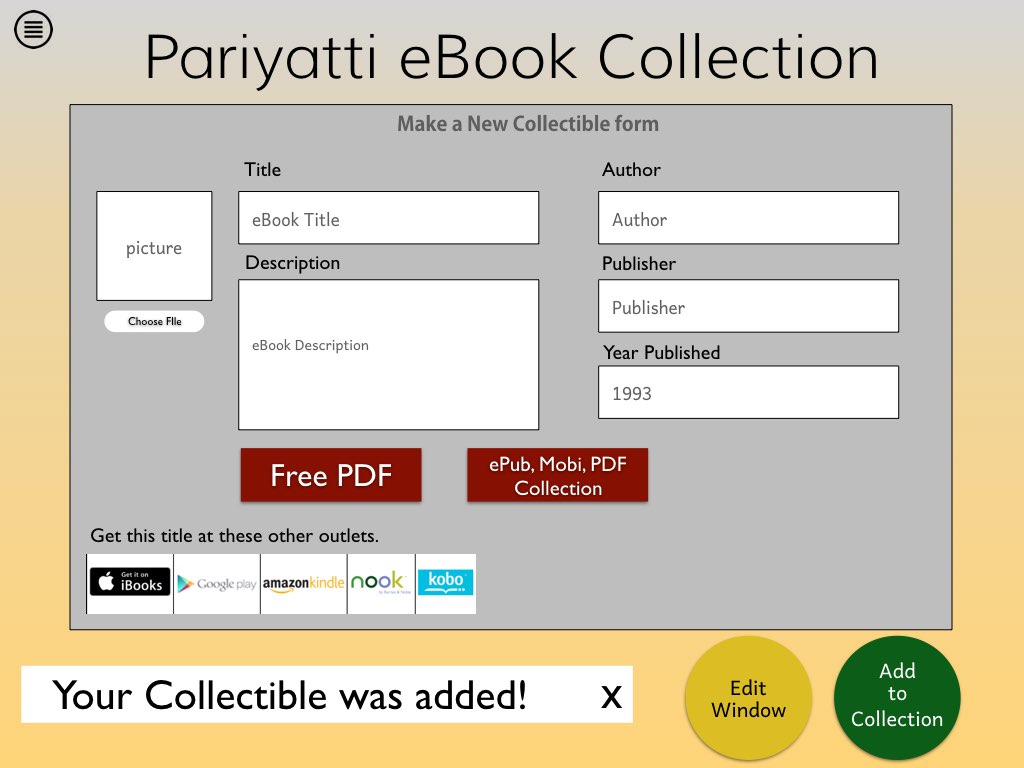 Pariyatti eBook Collection
Make a New Collectible form
Title
Author
picture
eBook Title
Author
Description
Publisher
Choose FIle
eBook Description
Publisher
Year Published
1993
Free PDF
ePub, Mobi, PDF
Collection
Get this title at these other outlets.
Get it on
iBooks
Google play
amazonkindle
nook
by Barnes & Noble
kobo
Your Collectible was added!
x
Edit
Window
Add
to
Collection